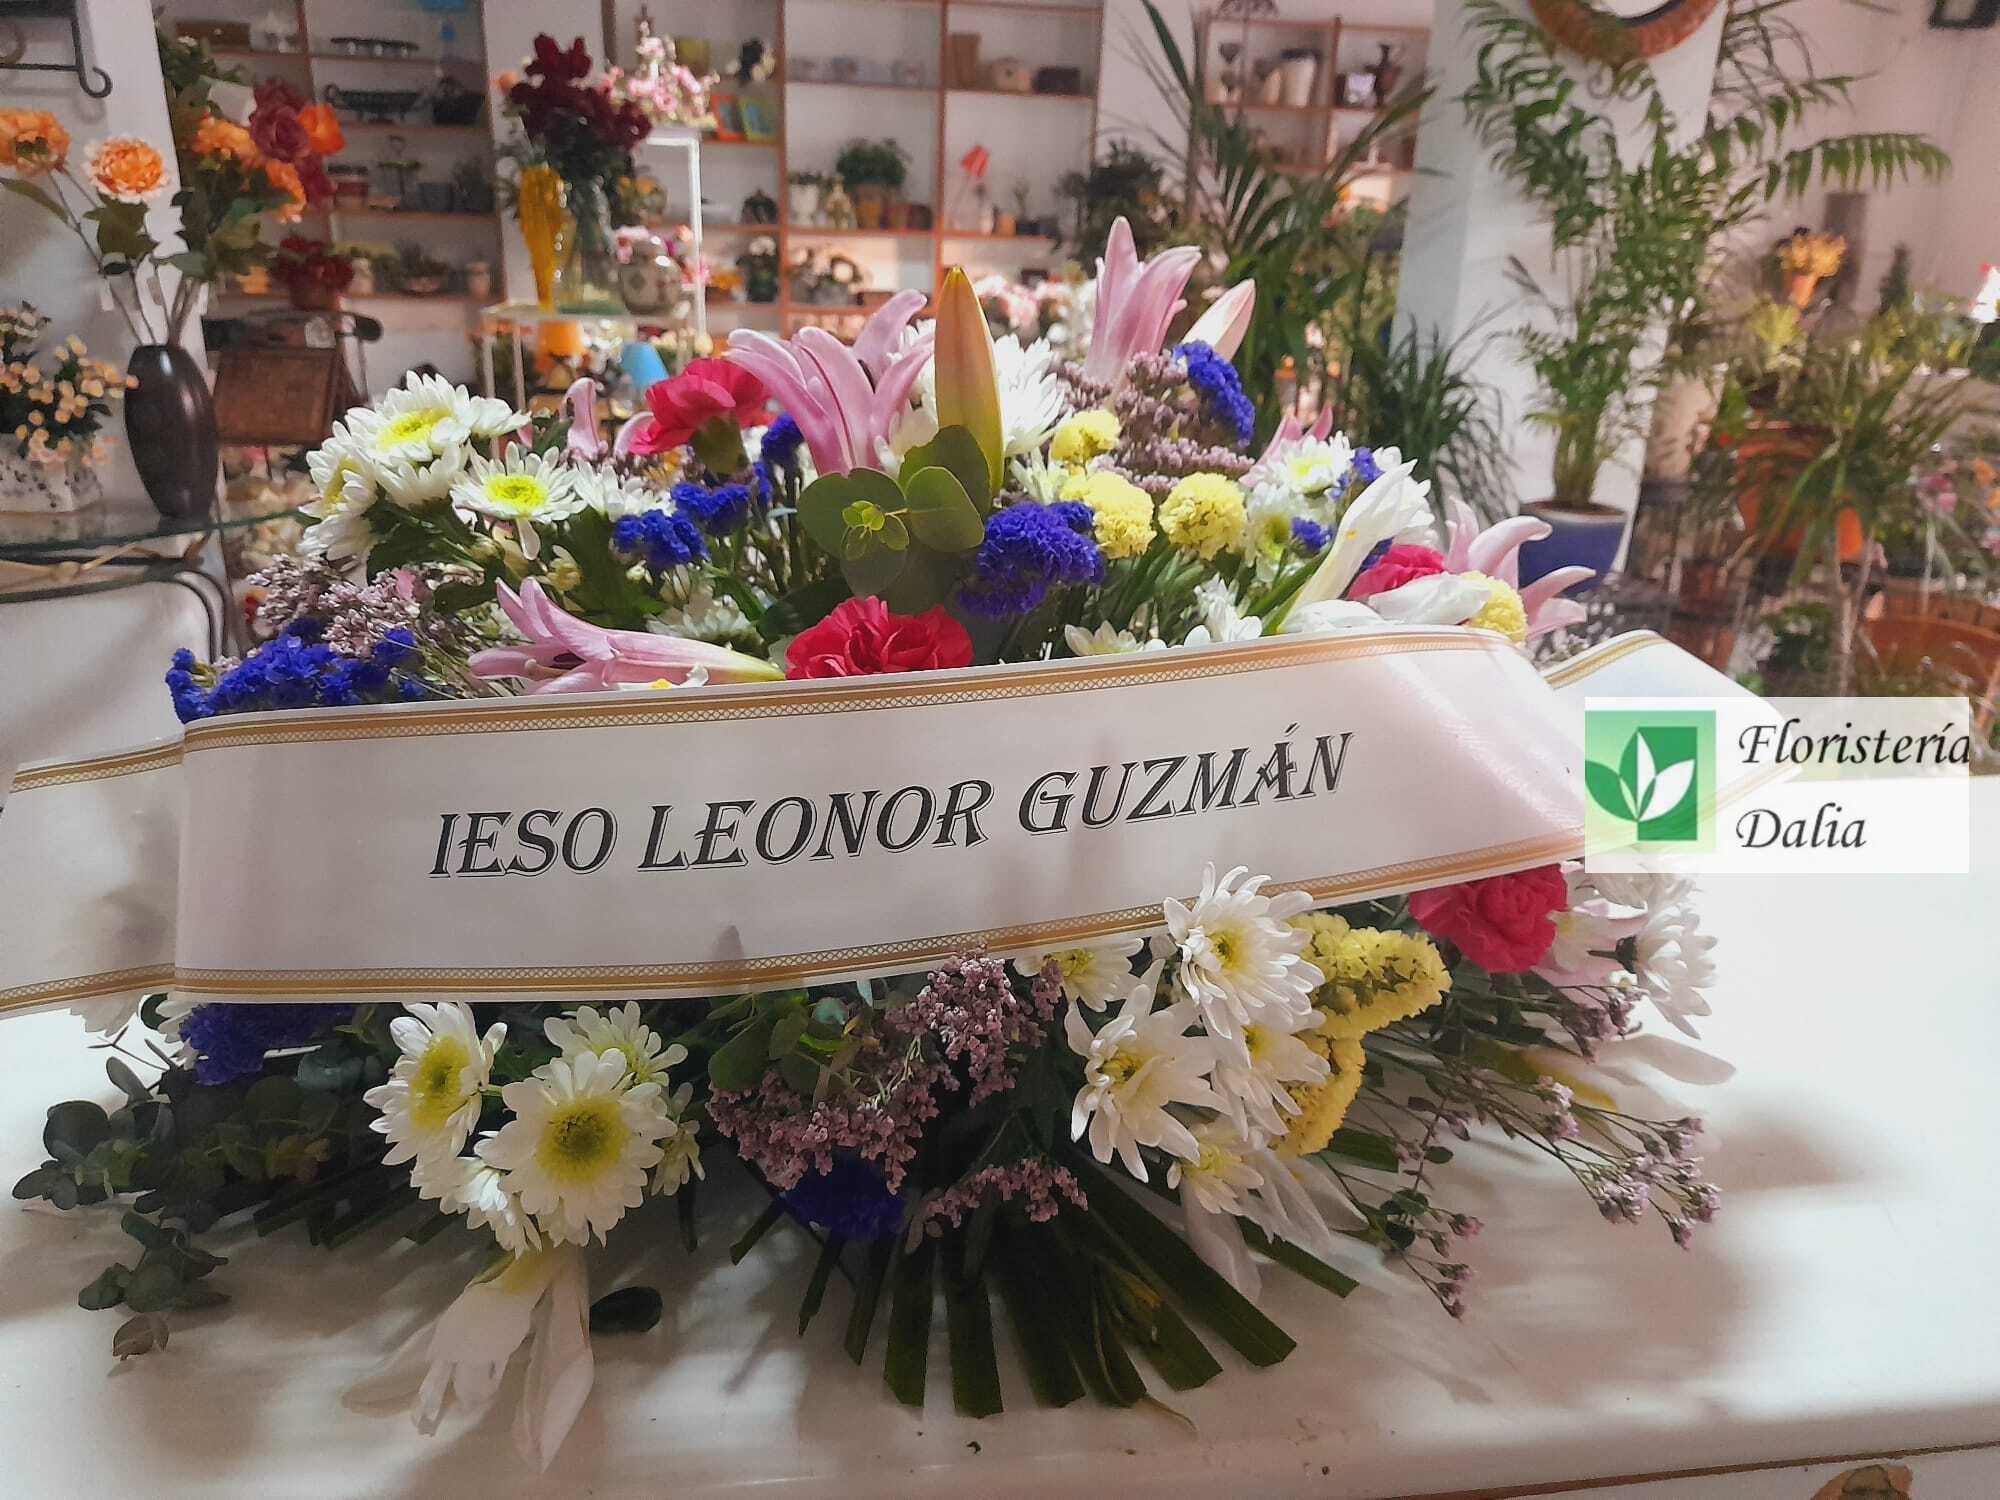 IESO LEONOR GUZMÁN
Floristería
Dalia